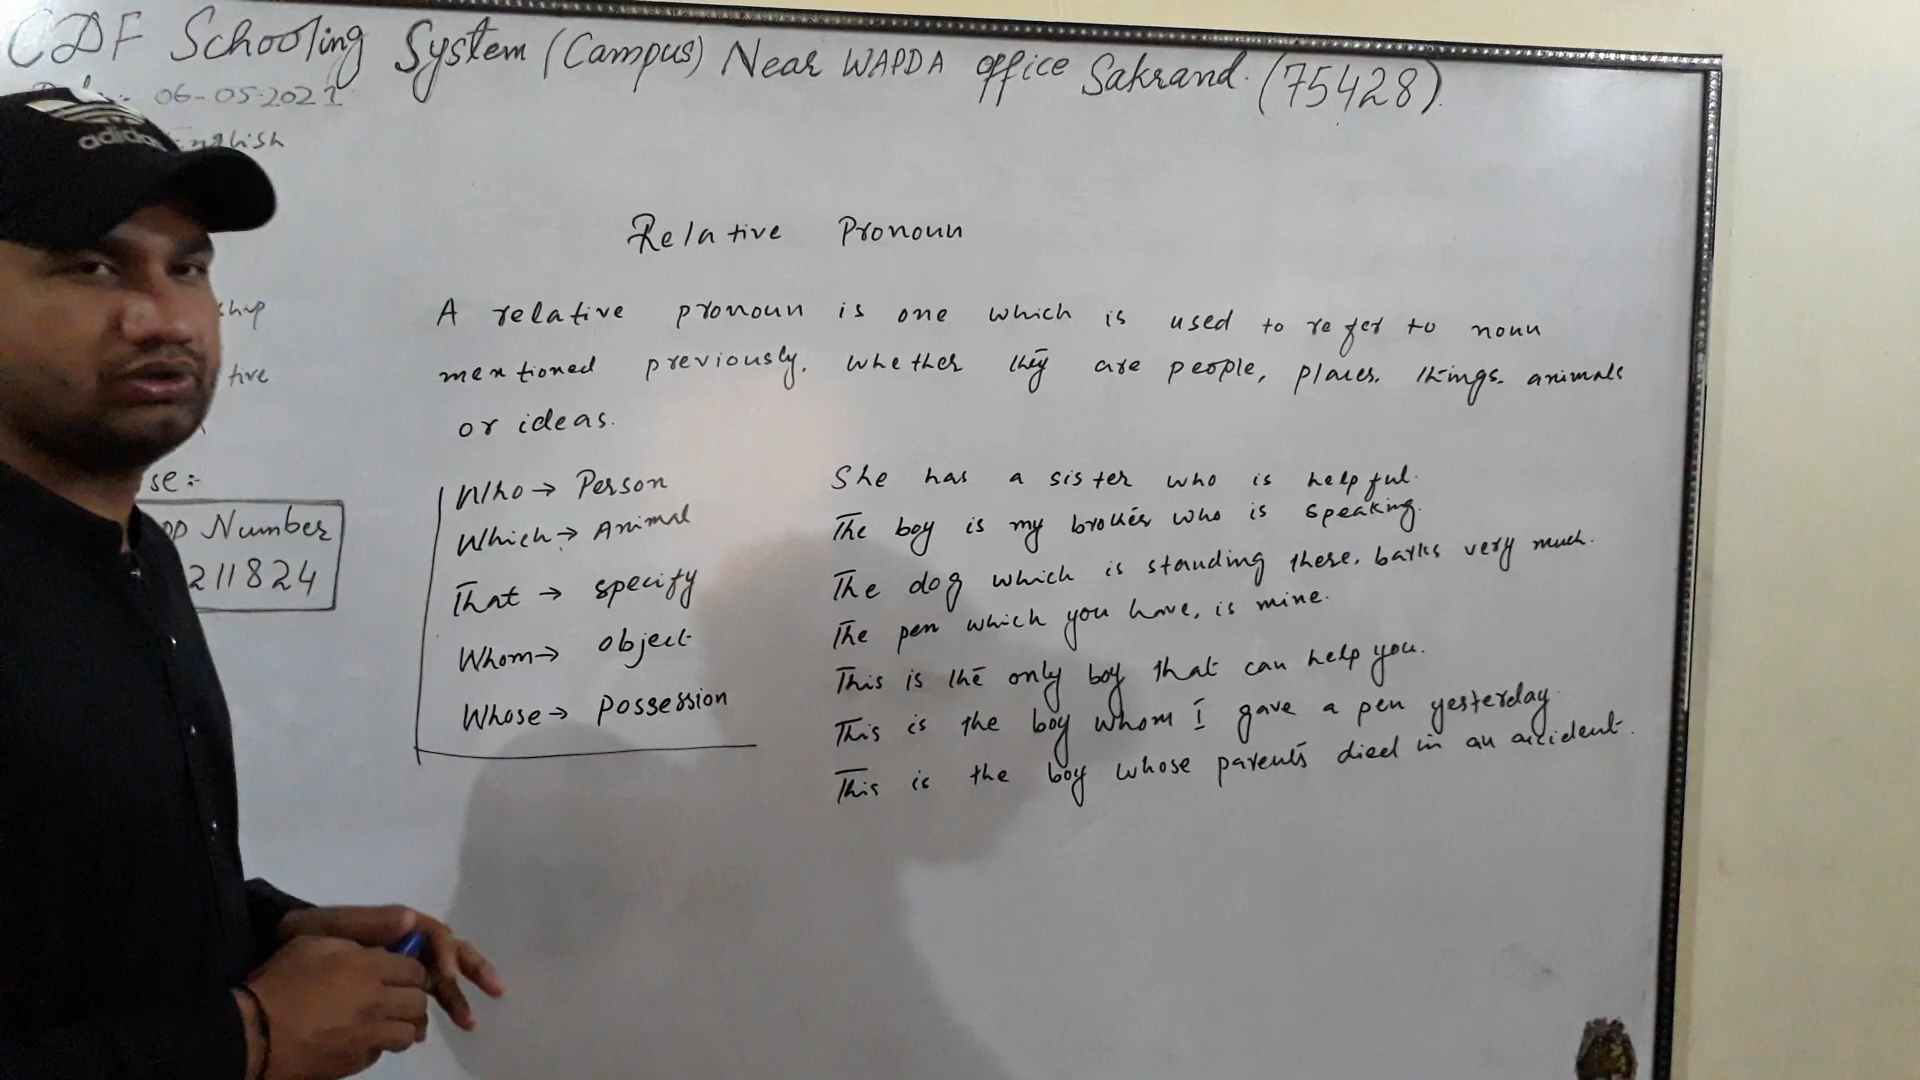 CDF Schooling System (Campus) Near WAPDA office Sakrand. (75428)
06-05-202
English
adidas
Relative Pronoun
A relative pronoun is one which is used to refer to noun
mentioned previously, whether they are people, places, things, animals
or ideas.
tive
se:-
Number
211824
Who → Person
Which → Animal
That → specify
Whom → object
Whose → possession
She has a sister who is helpful.
The boy is my brother who is speaking.
The dog which is standing there, barks very much.
The pen which you have, is mine.
This is the only boy that can help you.
This is the boy whom I gave a pen yesterday.
This is the boy whose parents died in an accident.